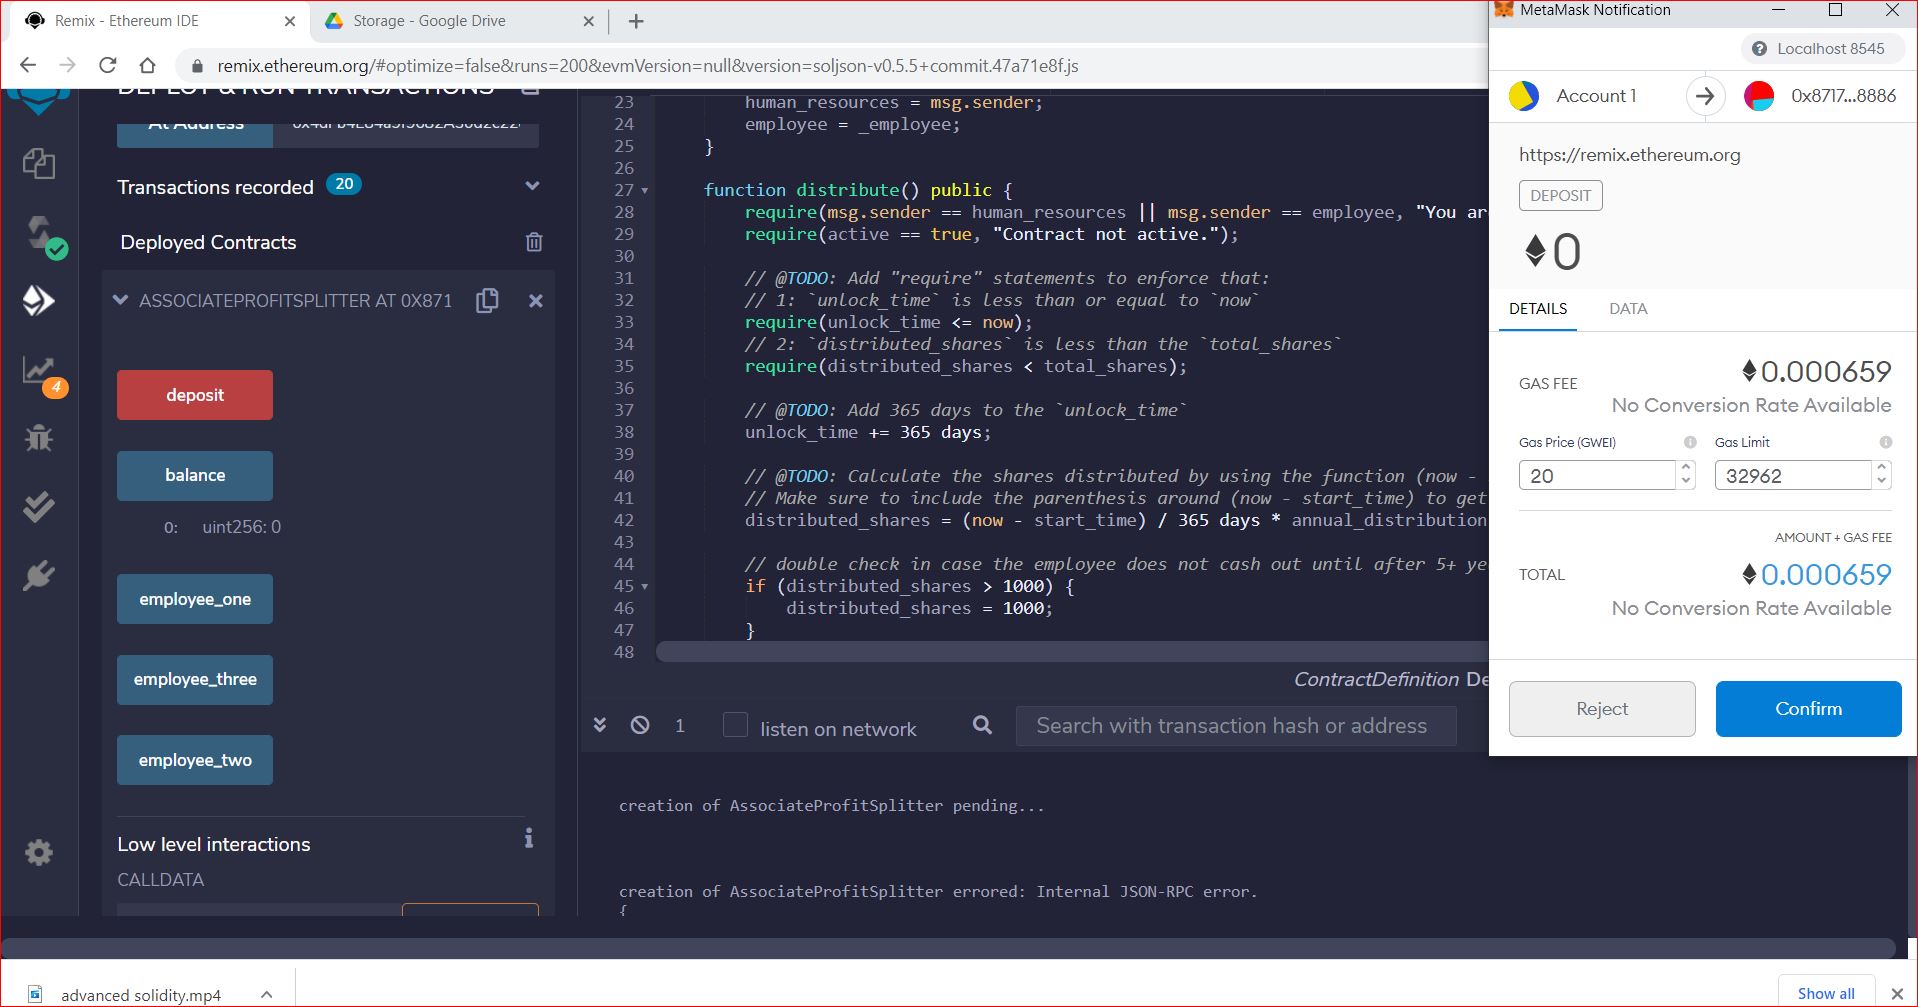 Remix - Ethereum IDE
Storage - Google Drive
remix.ethereum.org/#optimize=false&runs=200&evmVersion=null&version=soljson-v0.5.5+commit.47a71e8f.js
DEPLOY & RUN TRANSACTIONS
At Address
Transactions recorded 20
Deployed Contracts
ASSOCIATEPROFITSPLITTER AT 0X871
4
deposit
balance
0: uint256: 0
employee_one
employee_three
employee_two
Low level interactions
CALLDATA
23 human_resources = msg.sender;
24 employee = _employee;
25 }
26
27 function distribute() public {
28 require(msg.sender == human_resources || msg.sender == employee, "You ar
29 require(active == true, "Contract not active.");
30
31 // @TODO: Add "require" statements to enforce that:
32 // 1: `unlock_time` is less than or equal to `now`
33 require(unlock_time <= now);
34 // 2: `distributed_shares` is less than the `total_shares`
35 require(distributed_shares < total_shares);
36
37 // @TODO: Add 365 days to the `unlock_time`
38 unlock_time += 365 days;
39
40 // @TODO: Calculate the shares distributed by using the function (now -
41 // Make sure to include the parenthesis around (now - start_time) to get
42 distributed_shares = (now - start_time) / 365 days * annual_distribution
43
44 // double check in case the employee does not cash out until after 5+ ye
45 if (distributed_shares > 1000) {
46 distributed_shares = 1000;
47 }
48
ContractDefinition De
1 listen on network Search with transaction hash or address
creation of AssociateProfitSplitter pending...
creation of AssociateProfitSplitter errored: Internal JSON-RPC error.
{
MetaMask Notification
Localhost 8545
Account 1 0x8717...8886
https://remix.ethereum.org
DEPOSIT
0
DETAILS DATA
GAS FEE 0.000659
No Conversion Rate Available
Gas Price (GWEI) Gas Limit
20 32962
AMOUNT + GAS FEE
TOTAL 0.000659
No Conversion Rate Available
Reject Confirm
advanced solidity.mp4
Show all